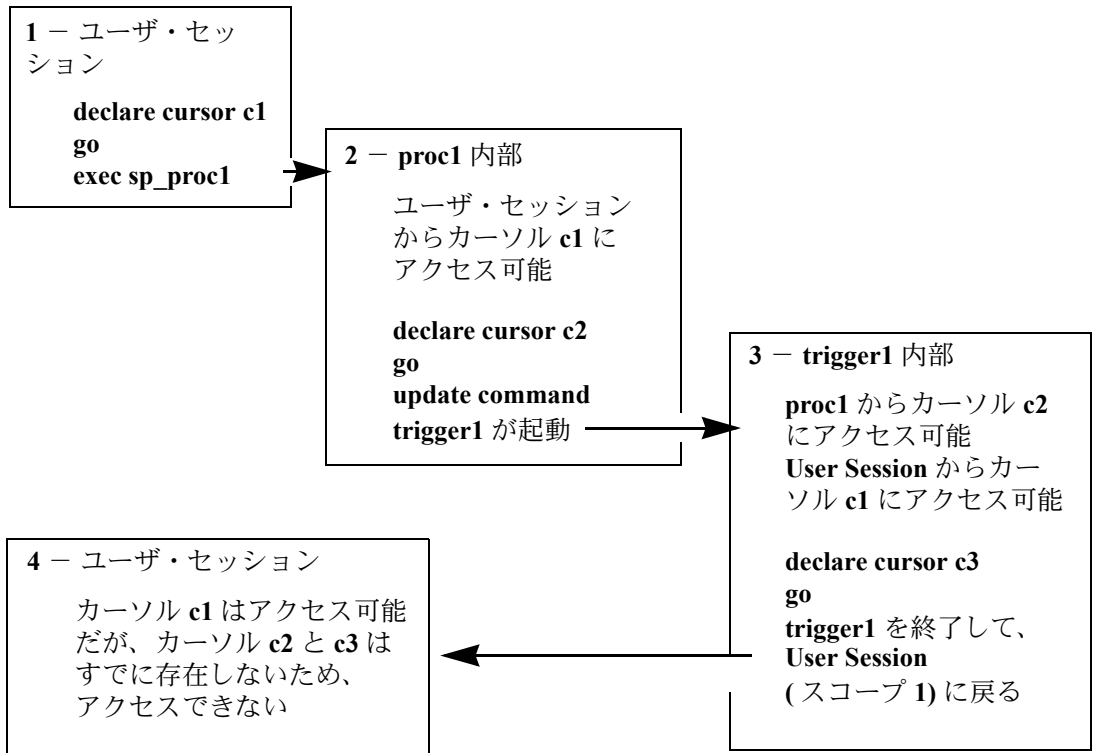 1 － ユーザ・セッ
ション
declare cursor c1
go
exec sp_proc1
2 － proc1 内部
ユーザ・セッション
からカーソル c1 に
アクセス可能
declare cursor c2
go
update command
trigger1 が起動
3 － trigger1 内部
proc1 からカーソル c2
にアクセス可能
User Session からカー
ソル c1 にアクセス可能
declare cursor c3
go
trigger1 を終了して、
User Session
( スコープ 1) に戻る
4 － ユーザ・セッション
カーソル c1 はアクセス可能
だが、カーソル c2 と c3 は
すでに存在しないため、
アクセスできない